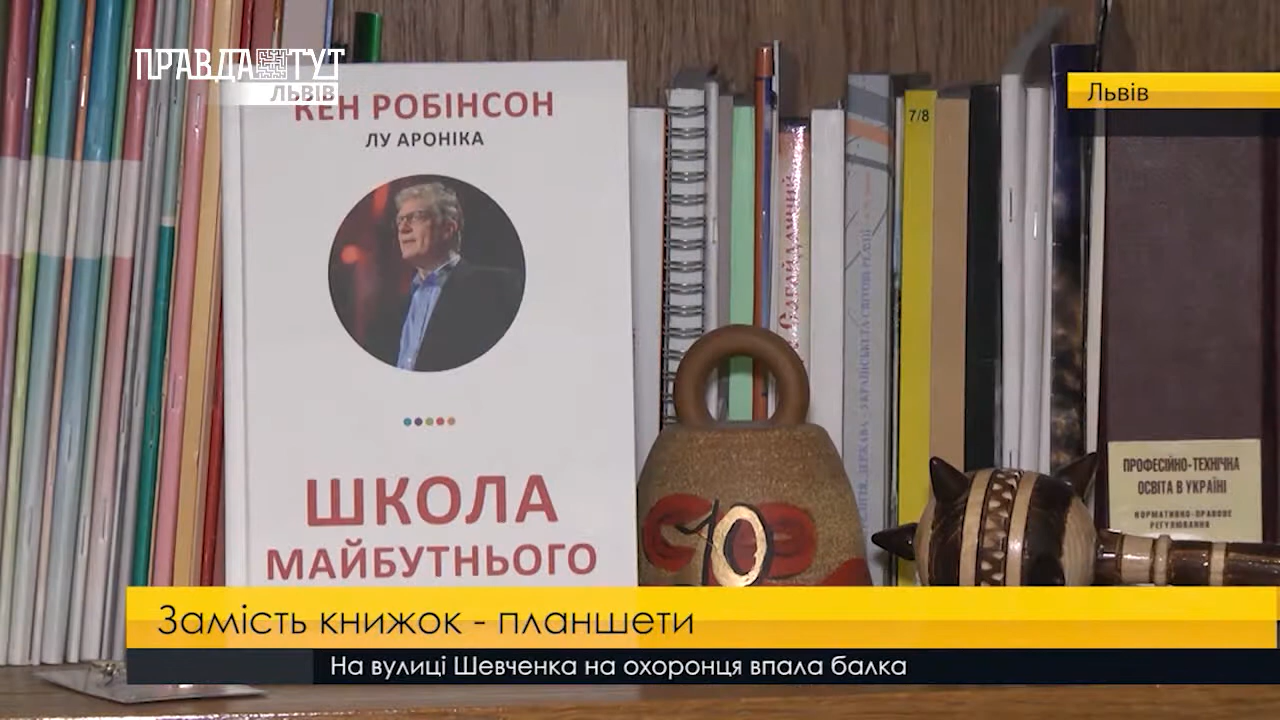 ПРАВДА ТУТ
ЛЬВІВ
Львів
КЕН РОБІНСОН
ЛУ АРОНІКА
ШКОЛА
МАЙБУТНЬОГО
7/8
10
ПРОФЕСІЙНО-ТЕХНІЧНА
ОСВІТА В УКРАЇНІ
НОРМАТИВНО-ПРАВОВЕ
РЕГУЛЮВАННЯ
Замість книжок - планшети
На вулиці Шевченка на охоронця впала балка